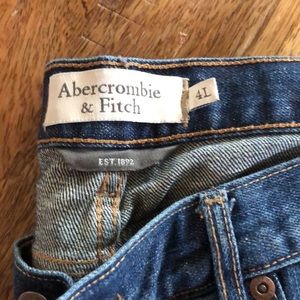 Abercrombie
& Fitch
4L
EST. 1892